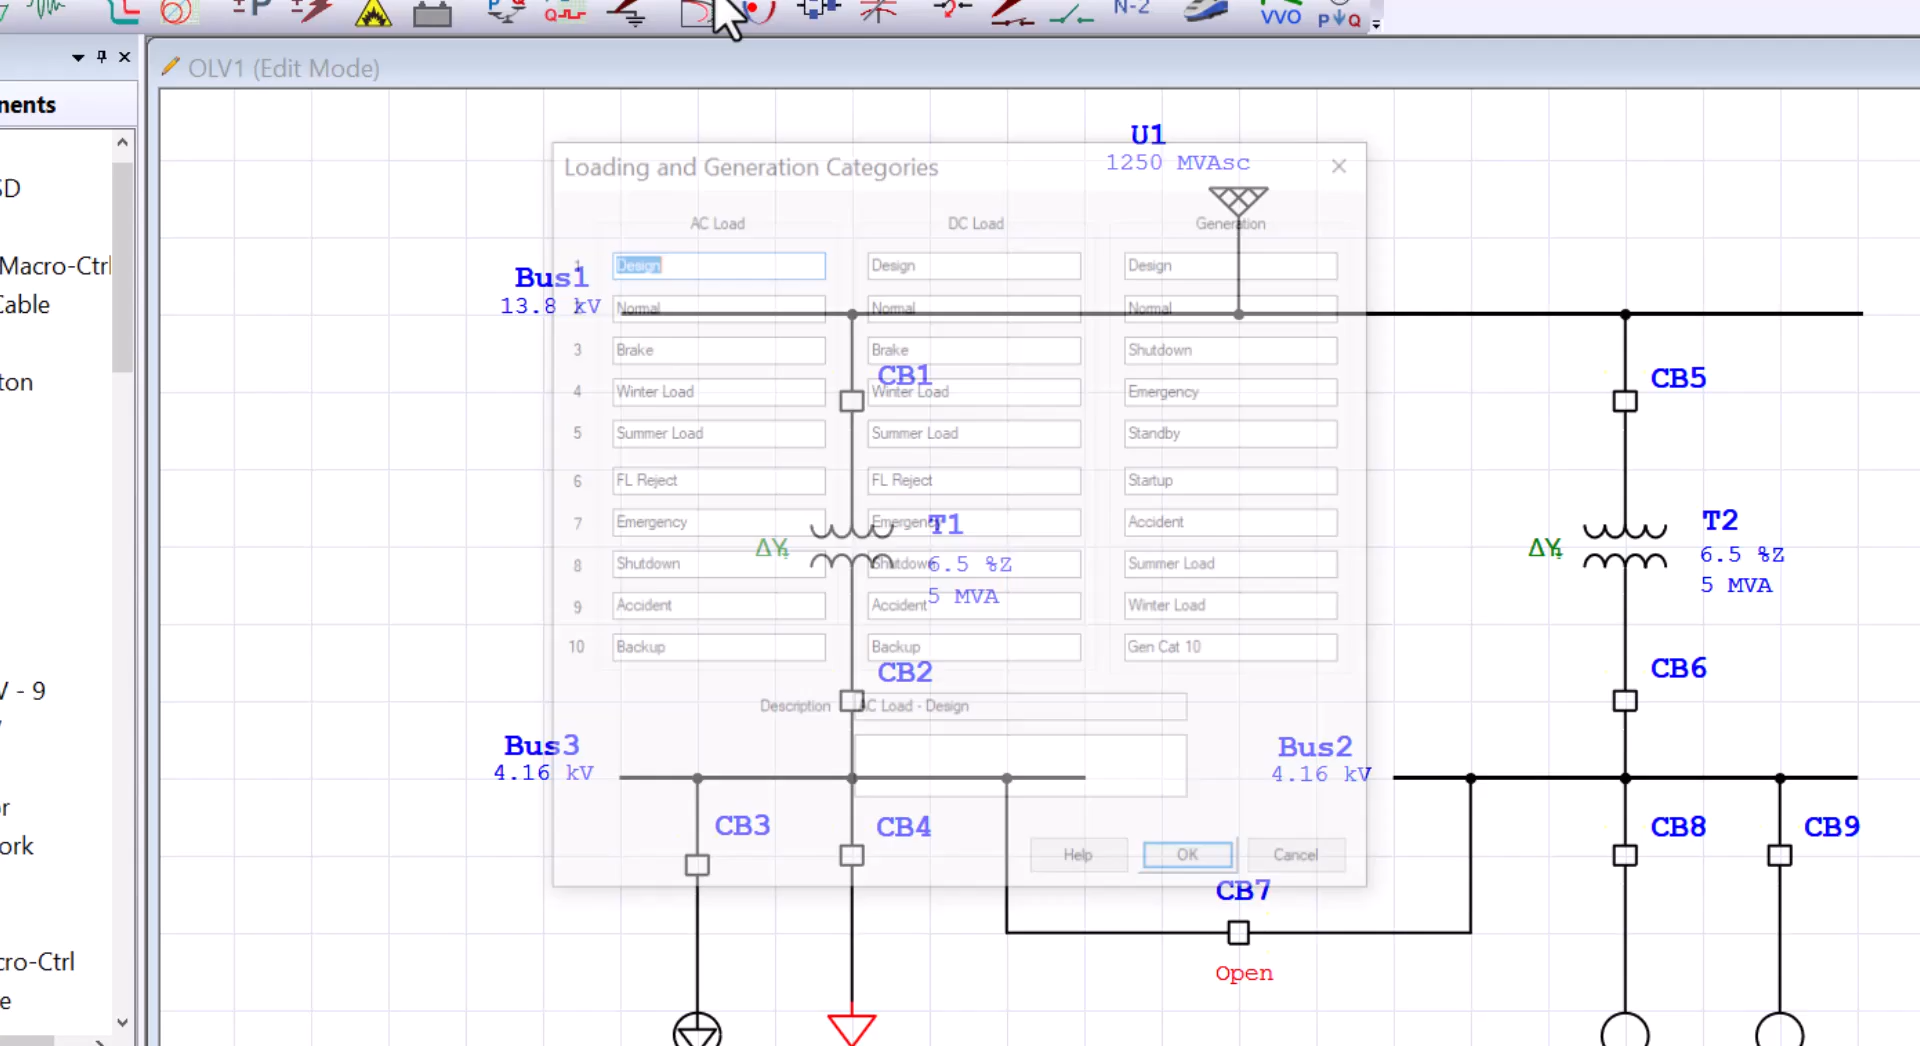 N-2
VVO
P↓Q
OLV1 (Edit Mode)
nents
SD
Macro-Ctrl
Cable
ton
V - 9
or
ork
cro-Ctrl
e
U1
1250 MVAsc
Loading and Generation Categories
AC Load
DC Load
Generation
1
Design
Design
Design
Bus1
13.8 kV
Normal
Normal
Normal
3
Brake
Brake
Shutdown
CB1
CB5
4
Winter Load
Winter Load
Emergency
5
Summer Load
Summer Load
Standby
6
FL Reject
FL Reject
Startup
7
Emergency
Emergency
Accident
T1
6.5 %Z
5 MVA
T2
6.5 %Z
5 MVA
ΔY
ΔY
8
Shutdown
Shutdown
Summer Load
9
Accident
Accident
Winter Load
10
Backup
Backup
Gen Cat 10
CB2
CB6
Description
AC Load - Design
Bus3
4.16 kV
Bus2
4.16 kV
CB3
CB4
CB8
CB9
Help
OK
Cancel
CB7
Open